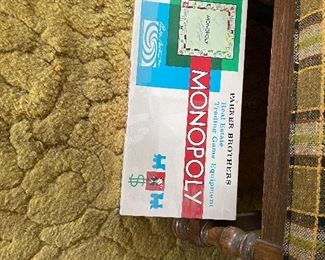 PARKER BROTHERS
Real Estate
Trading Game Equipment
MONOPOLY
MONOPOLY
$